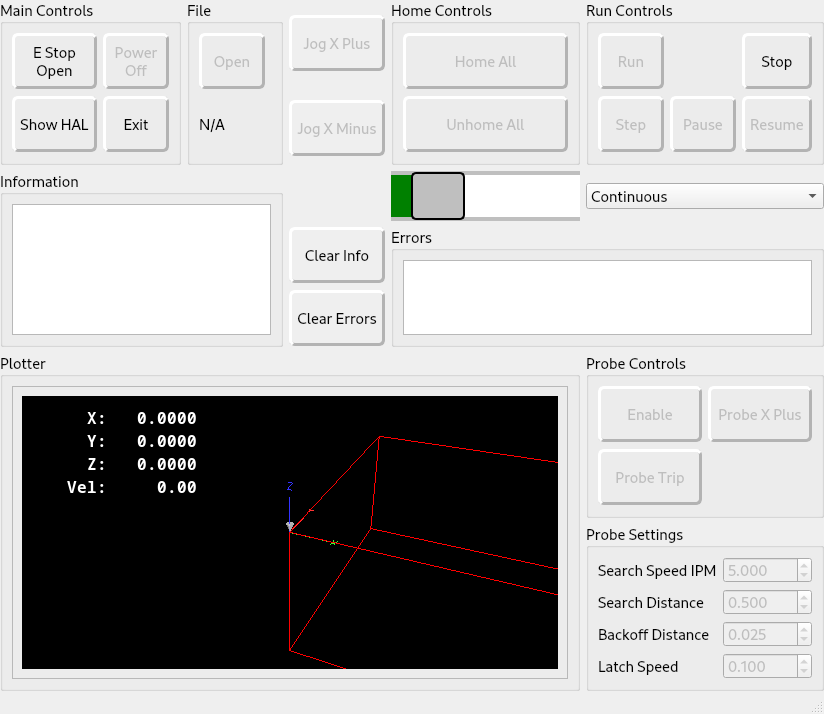 Main Controls
File
Home Controls
Run Controls
E Stop
Open
Power
Off
Open
Jog X Plus
Home All
Run
Stop
Show HAL
Exit
N/A
Jog X Minus
Unhome All
Step
Pause
Resume
Information
Continuous
Errors
Clear Info
Clear Errors
Plotter
Probe Controls
X: 0.0000
Y: 0.0000
Z: 0.0000
Vel: 0.00
Z
X
Enable
Probe X Plus
Probe Trip
Probe Settings
Search Speed IPM 5.000
Search Distance 0.500
Backoff Distance 0.025
Latch Speed 0.100